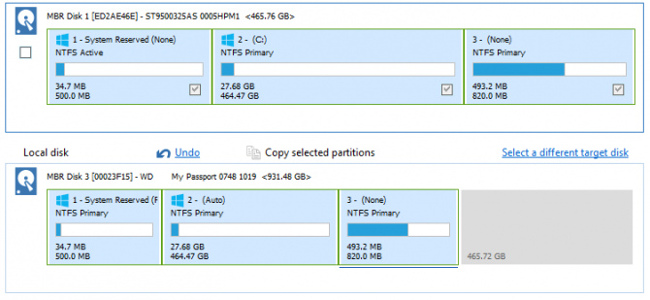 MBR Disk 1 [ED2AE46E] - ST9500325AS 0005HPM1  <465.76 GB>
1 - System Reserved (None)
NTFS Active
34.7 MB
500.0 MB
2 - (C:)
NTFS Primary
27.68 GB
464.47 GB
3 - (None)
NTFS Primary
493.2 MB
820.0 MB
Local disk
Undo
Copy selected partitions
Select a different target disk
MBR Disk 3 [00023F15] - WD      My Passport 0748 1019  <931.48 GB>
1 - System Reserved (F
NTFS Primary
34.7 MB
500.0 MB
2 - (Auto)
NTFS Primary
27.68 GB
464.47 GB
3 - (None)
NTFS Primary
493.2 MB
820.0 MB
465.72 GB